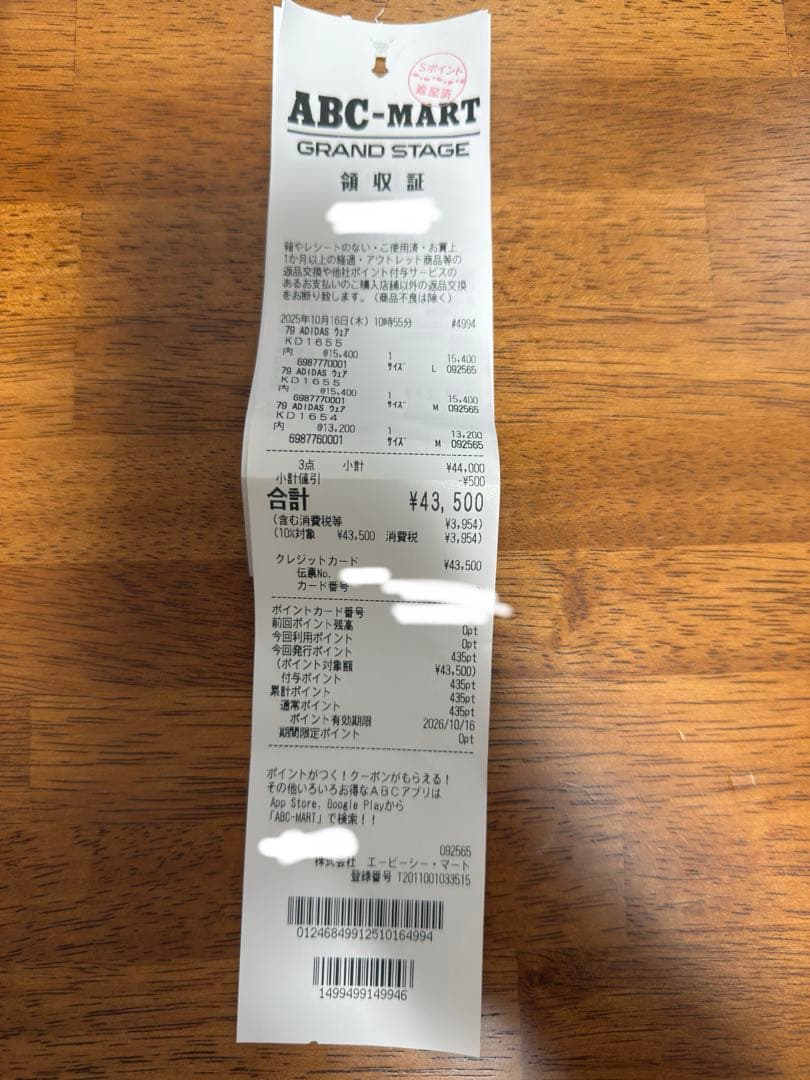 Sポイント
進呈済
ABC-MART
GRAND STAGE
領収証
箱やレシートのない・ご使用済・お買上
1か月以上の経過・アウトレット商品等の
返品交換や他社ポイント付与サービスの
あるお支払いのご購入店舗以外の返品交換
をお断り致します。（商品不良は除く）
2025年10月16日(木) 10時55分 #4994
79 ADIDAS ウェア
KD1655
内 @15,400 1 15,400
6987770001 サイズ L 092565
79 ADIDAS ウェア
KD1655
内 @15,400 1 15,400
6987770001 サイズ M 092565
79 ADIDAS ウェア
KD1654
内 @13,200 1 13,200
6987760001 サイズ M 092565
3点 小計 ¥44,000
小計値引 -¥500
合計 ¥43,500
(含む消費税等 ¥3,954)
(10%対象 ¥43,500 消費税 ¥3,954)
クレジットカード ¥43,500
伝票No.
カード番号
ポイントカード番号
前回ポイント残高 0pt
今回利用ポイント 0pt
今回発行ポイント 435pt
(ポイント対象額 ¥43,500)
付与ポイント 435pt
累計ポイント 435pt
通常ポイント 435pt
ポイント有効期限 2026/10/16
期間限定ポイント 0pt
ポイントがつく！クーポンがもらえる！
その他いろいろお得なABCアプリは
App Store、Google Playから
「ABC-MART」で検索！！
092565
株式会社 エービーシー・マート
登録番号 T2011001033515
01246849912510164994
1499499149946